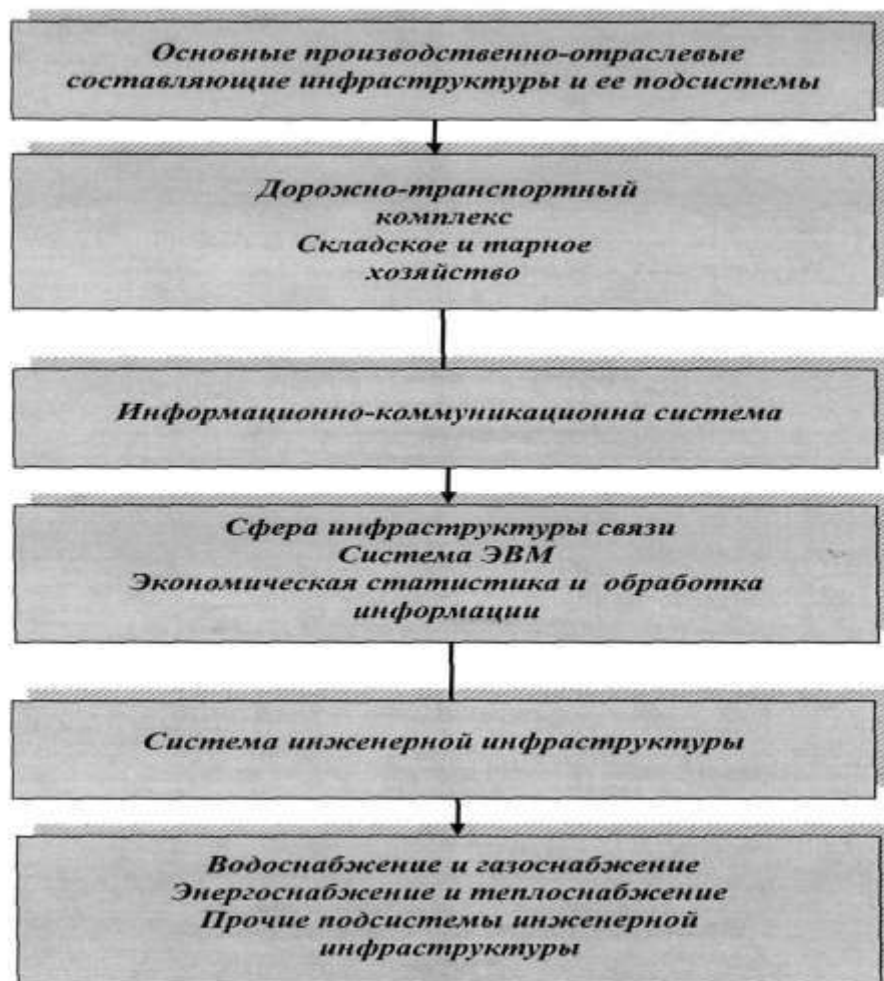 Основные производственно-отраслевые
составляющие инфраструктуры и ее подсистемы
Дорожно-транспортный
комплекс
Складское и тарное
хозяйство
Информационно-коммуникационна система
Сфера инфраструктуры связи
Система ЭВМ
Экономическая статистика и обработка
информации
Система инженерной инфраструктуры
Водоснабжение и газоснабжение
Энергоснабжение и теплоснабжение
Прочие подсистемы инженерной
инфраструктуры